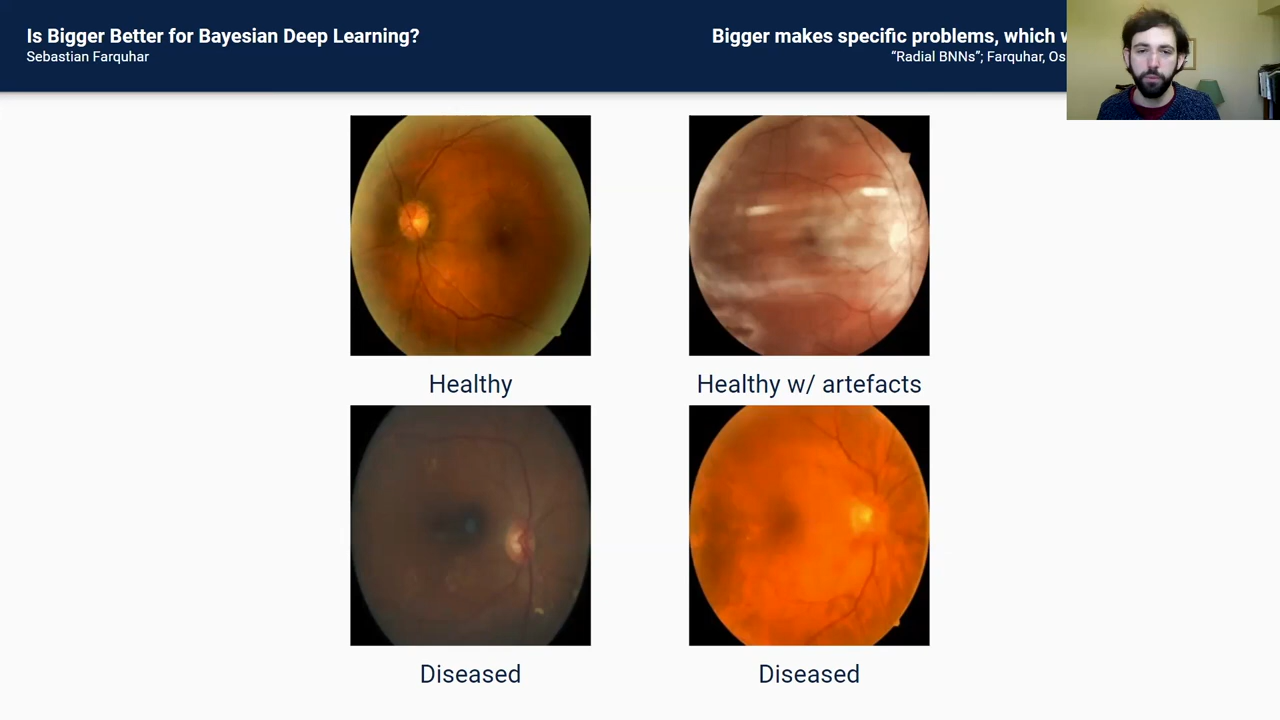 Is Bigger Better for Bayesian Deep Learning?
Sebastian Farquhar
Bigger makes specific problems, which
“Radial BNNs”; Farquhar,
Healthy
Healthy w/ artefacts
Diseased
Diseased